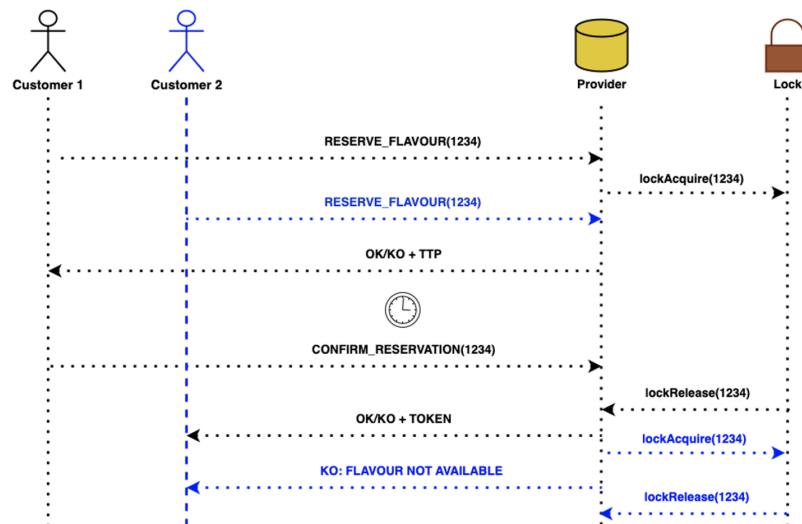 Customer 1
Customer 2
Provider
Lock
RESERVE_FLAVOUR(1234)
lockAcquire(1234)
RESERVE_FLAVOUR(1234)
OK/KO + TTP
CONFIRM_RESERVATION(1234)
lockRelease(1234)
OK/KO + TOKEN
lockAcquire(1234)
KO: FLAVOUR NOT AVAILABLE
lockRelease(1234)